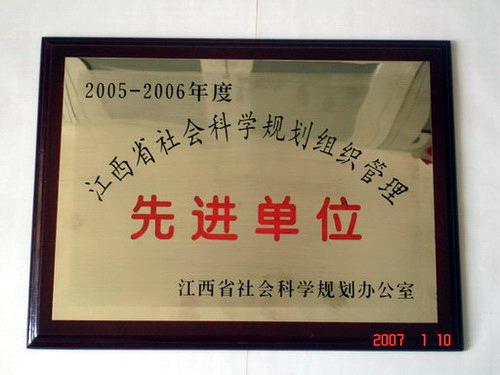 2005-2006年度
江西省社会科学规划组织管理
先进单位
江西省社会科学规划办公室
2007 1 10